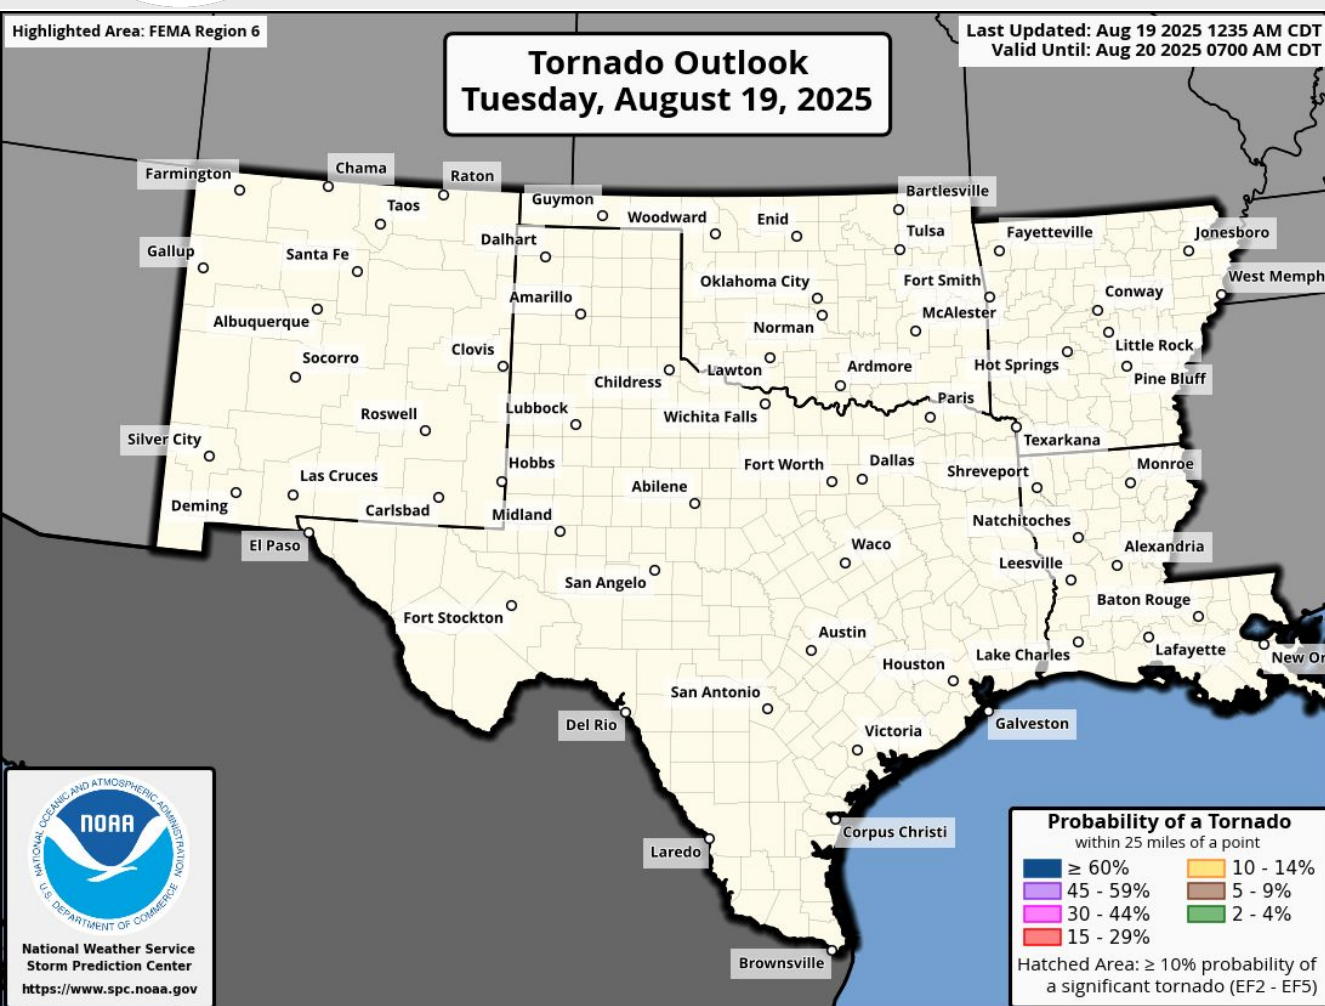 Highlighted Area: FEMA Region 6
Last Updated: Aug 19 2025 1235 AM CDT
Valid Until: Aug 20 2025 0700 AM CDT
Tornado Outlook
Tuesday, August 19, 2025
Farmington
Chama
Raton
Taos
Guymon
Woodward
Enid
Bartlesville
Tulsa
Fayetteville
Jonesboro
Gallup
Santa Fe
Dalhart
Oklahoma City
Fort Smith
West Memph
Amarillo
Conway
Albuquerque
Norman
McAlester
Little Rock
Socorro
Clovis
Childress
Lawton
Ardmore
Hot Springs
Pine Bluff
Roswell
Lubbock
Wichita Falls
Paris
Silver City
Texarkana
Las Cruces
Hobbs
Fort Worth
Dallas
Shreveport
Monroe
Deming
Carlsbad
Midland
Abilene
Natchitoches
El Paso
Waco
Alexandria
San Angelo
Leesville
Fort Stockton
Baton Rouge
Austin
Houston
Lake Charles
Lafayette
New Or
San Antonio
Del Rio
Victoria
Galveston
Laredo
Corpus Christi
Brownsville
NATIONAL OCEANIC AND ATMOSPHERIC ADMINISTRATION
NOAA
U.S. DEPARTMENT OF COMMERCE
National Weather Service
Storm Prediction Center
https://www.spc.noaa.gov
Probability of a Tornado
within 25 miles of a point
≥ 60%
10 - 14%
45 - 59%
5 - 9%
30 - 44%
2 - 4%
15 - 29%
Hatched Area: ≥ 10% probability of
a significant tornado (EF2 - EF5)